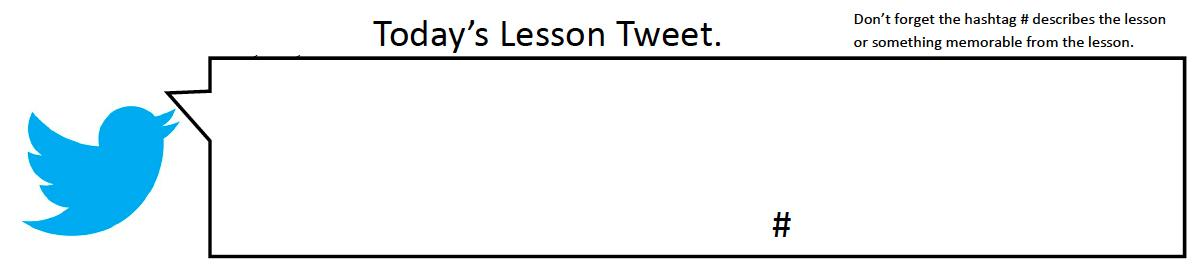 Today’s Lesson Tweet.
Don’t forget the hashtag # describes the lesson
or something memorable from the lesson.
#